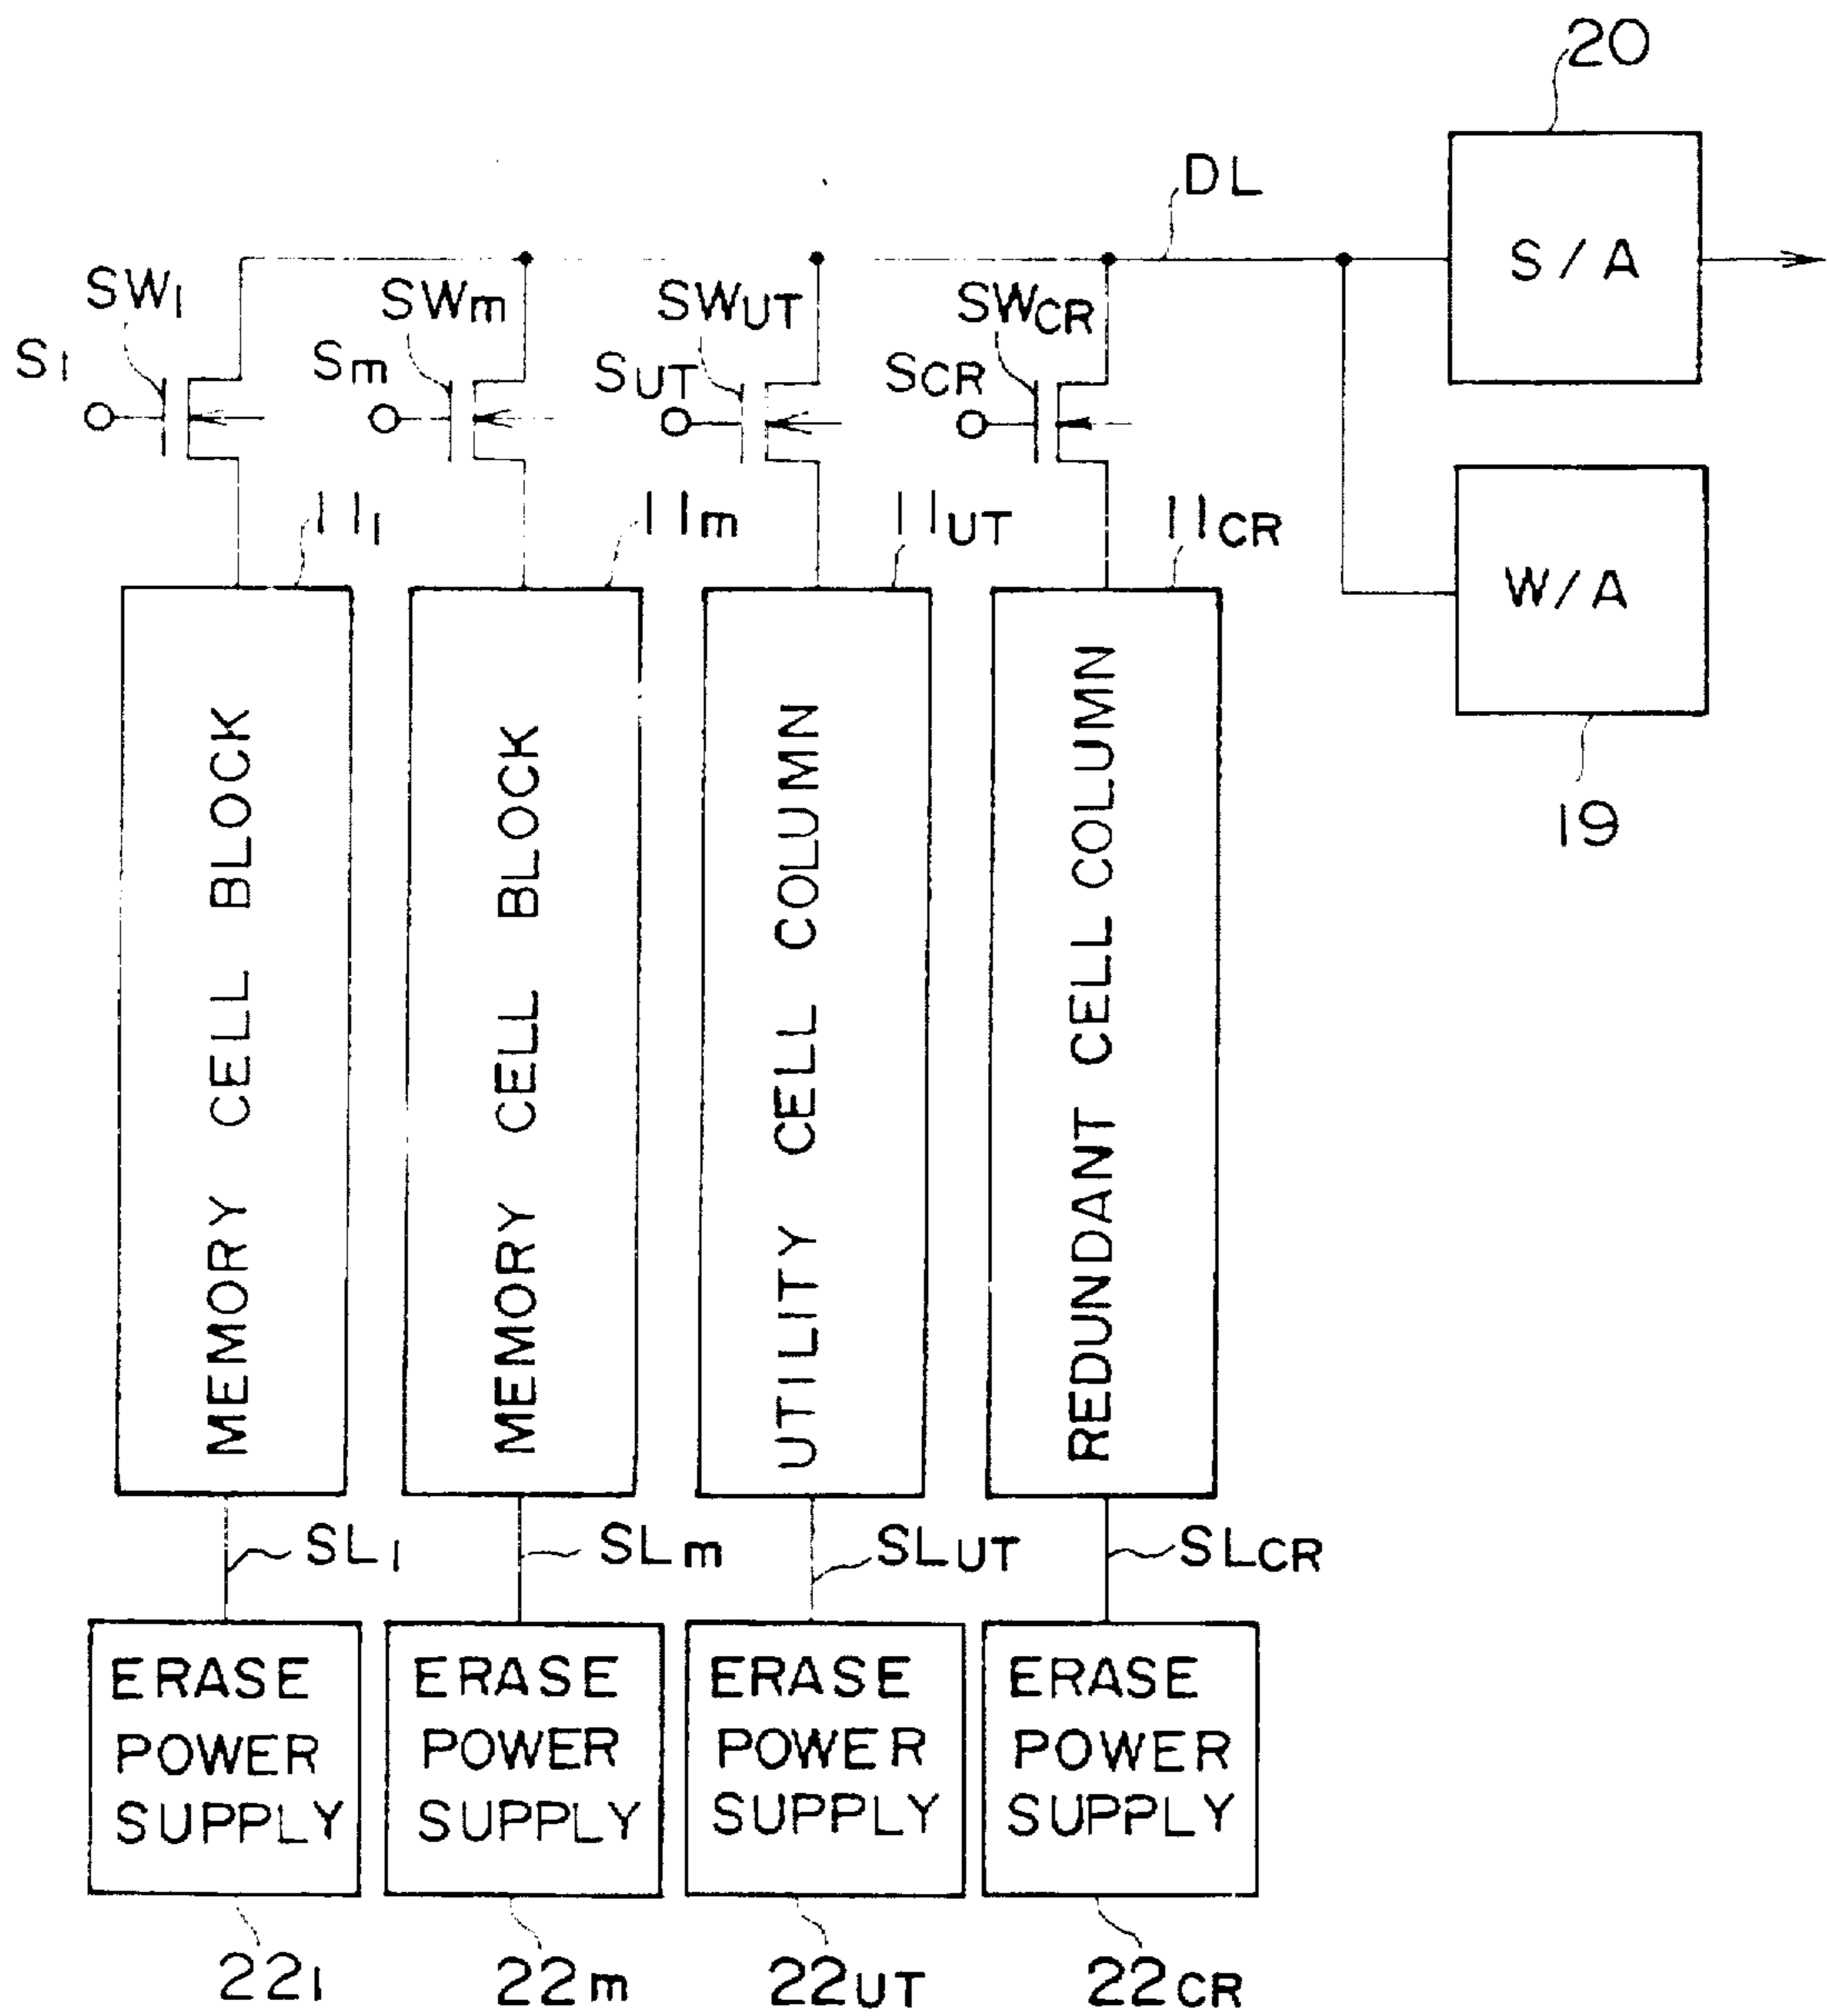 20
DL
S/A
SW1
SWm
SWUT
SWCR
S1
Sm
SUT
SCR
111
11m
11UT
11CR
W/A
19
MEMORY CELL BLOCK
MEMORY CELL BLOCK
UTILITY CELL COLUMN
REDUNDANT CELL COLUMN
SL1
SLm
SLUT
SLCR
ERASE
POWER
SUPPLY
ERASE
POWER
SUPPLY
ERASE
POWER
SUPPLY
ERASE
POWER
SUPPLY
221
22m
22UT
22CR